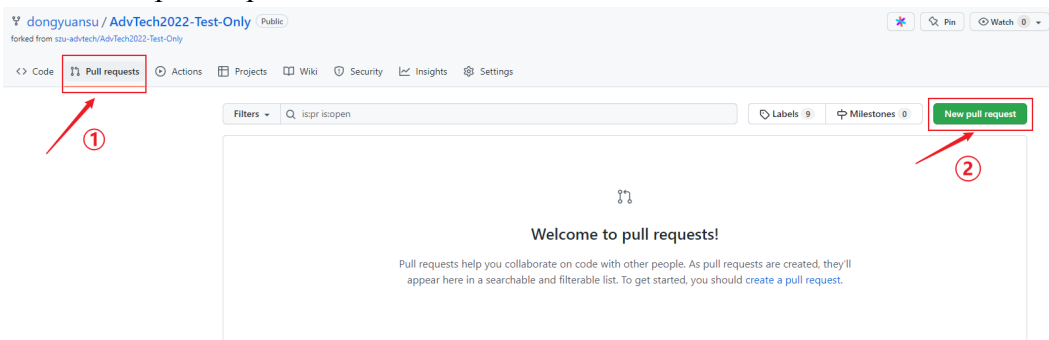 dongyuansu / AdvTech2022-Test-Only Public
Pin
Watch 0
forked from szu-advtech/AdvTech2022-Test-Only
<> Code Pull requests Actions Projects Wiki Security Insights Settings
Filters is:pr is:open Labels 9 Milestones 0 New pull request
① ②
Welcome to pull requests!
Pull requests help you collaborate on code with other people. As pull requests are created, they'll
appear here in a searchable and filterable list. To get started, you should create a pull request.